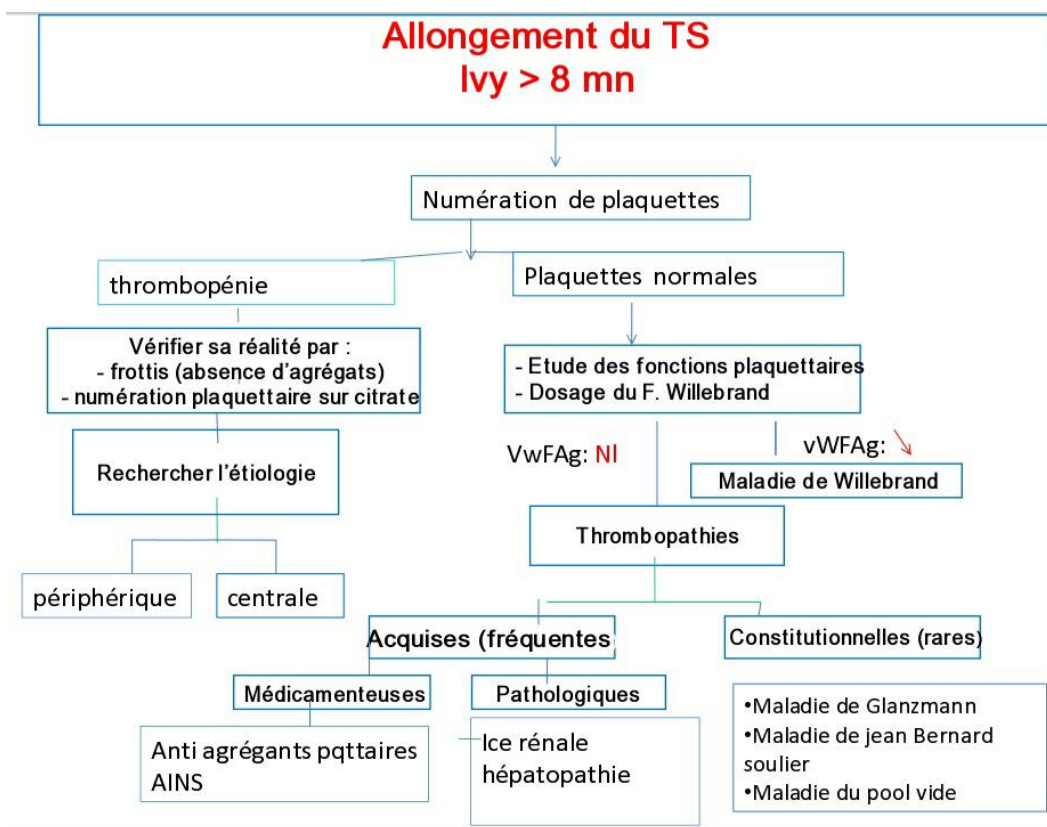 Allongement du TS
Ivy > 8 mn
Numération de plaquettes
thrombopénie
Plaquettes normales
Vérifier sa réalité par :
- frottis (absence d'agrégats)
- numération plaquettaire sur citrate
- Etude des fonctions plaquettaires
- Dosage du F. Willebrand
Rechercher l'étiologie
VwFAg: Nl
vWFAg: ↘
Maladie de Willebrand
Thrombopathies
périphérique
centrale
Acquises (fréquentes)
Constitutionnelles (rares)
Médicamenteuses
Pathologiques
Anti agrégants pqttaires
AINS
Ice rénale
hépatopathie
•Maladie de Glanzmann
•Maladie de jean Bernard
soulier
•Maladie du pool vide